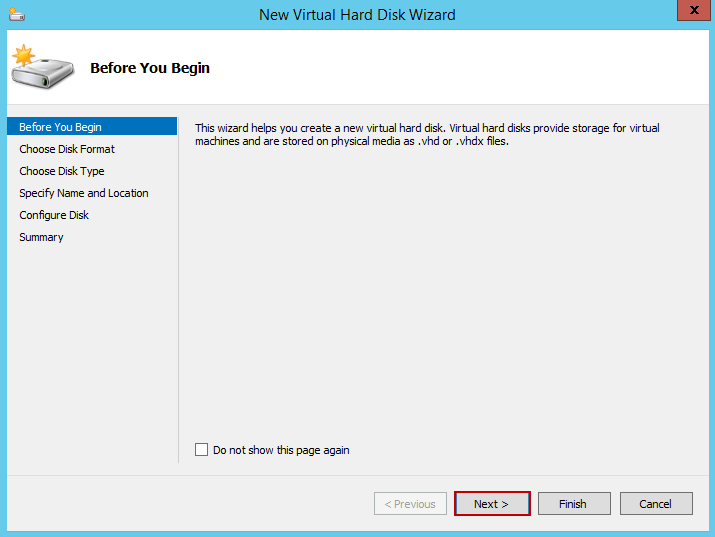 New Virtual Hard Disk Wizard
x
Before You Begin
Before You Begin
Choose Disk Format
Choose Disk Type
Specify Name and Location
Configure Disk
Summary
This wizard helps you create a new virtual hard disk. Virtual hard disks provide storage for virtual
machines and are stored on physical media as .vhd or .vhdx files.
Do not show this page again
< Previous
Next >
Finish
Cancel